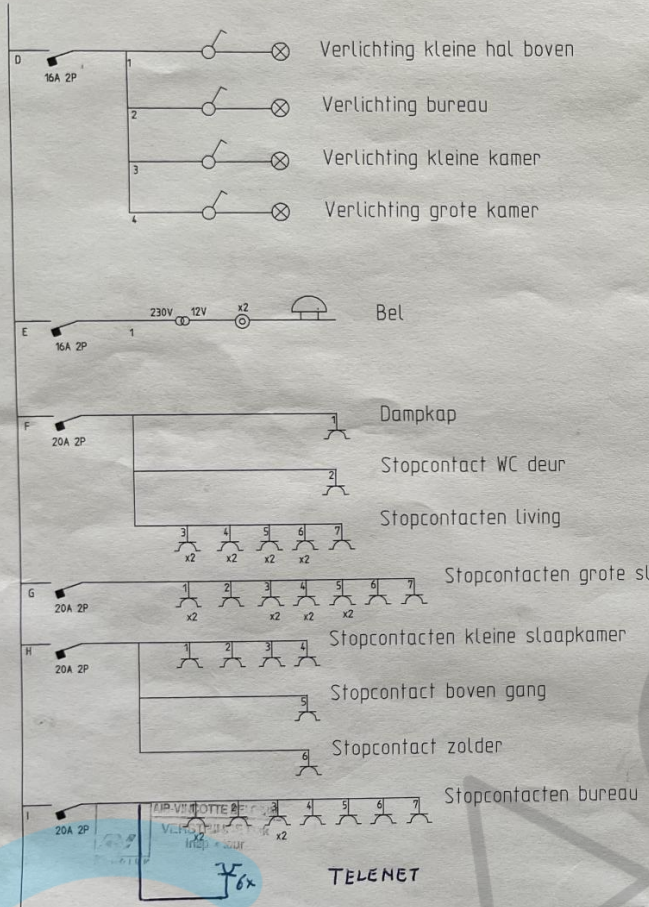 D
16A 2P
1 Verlichting kleine hal boven
2 Verlichting bureau
3 Verlichting kleine kamer
4 Verlichting grote kamer
E
16A 2P
1 230V 12V x2 Bel
F
20A 2P
1 Dampkap
2 Stopcontact WC deur
3 4 5 6 7 Stopcontacten living
x2 x2 x2 x2
G
20A 2P
1 2 3 4 5 6 7 Stopcontacten grote sl
x2 x2 x2 x2
H
20A 2P
1 2 3 4 Stopcontacten kleine slaapkamer
5 Stopcontact boven gang
6 Stopcontact zolder
I
20A 2P
1 2 3 4 5 6 7 Stopcontacten bureau
x2 x2
6x TELENET